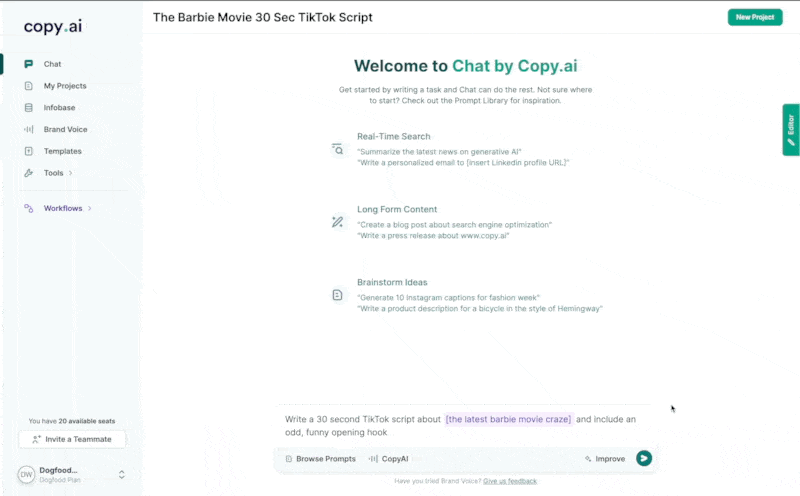 copy.ai
The Barbie Movie 30 Sec TikTok Script
New Project
Chat
My Projects
Infobase
Brand Voice
Templates
Tools
Workflows
Welcome to Chat by Copy.ai
Get started by writing a task and Chat can do the rest. Not sure where
to start? Check out the Prompt Library for inspiration.
Real-Time Search
"Summarize the latest news on generative AI"
"Write a personalized email to [insert Linkedin profile URL]"
Long Form Content
"Create a blog post about search engine optimization"
"Write a press release about www.copy.ai"
Brainstorm Ideas
"Generate 10 Instagram captions for fashion week"
"Write a product description for a bicycle in the style of Hemingway"
Editor
Write a 30 second TikTok script about [the latest barbie movie craze] and include an
odd, funny opening hook
Browse Prompts
CopyAI
Improve
Have you tried Brand Voice? Give us feedback
You have 20 available seats
Invite a Teammate
DW
Dogfood...
Dogfood Plan